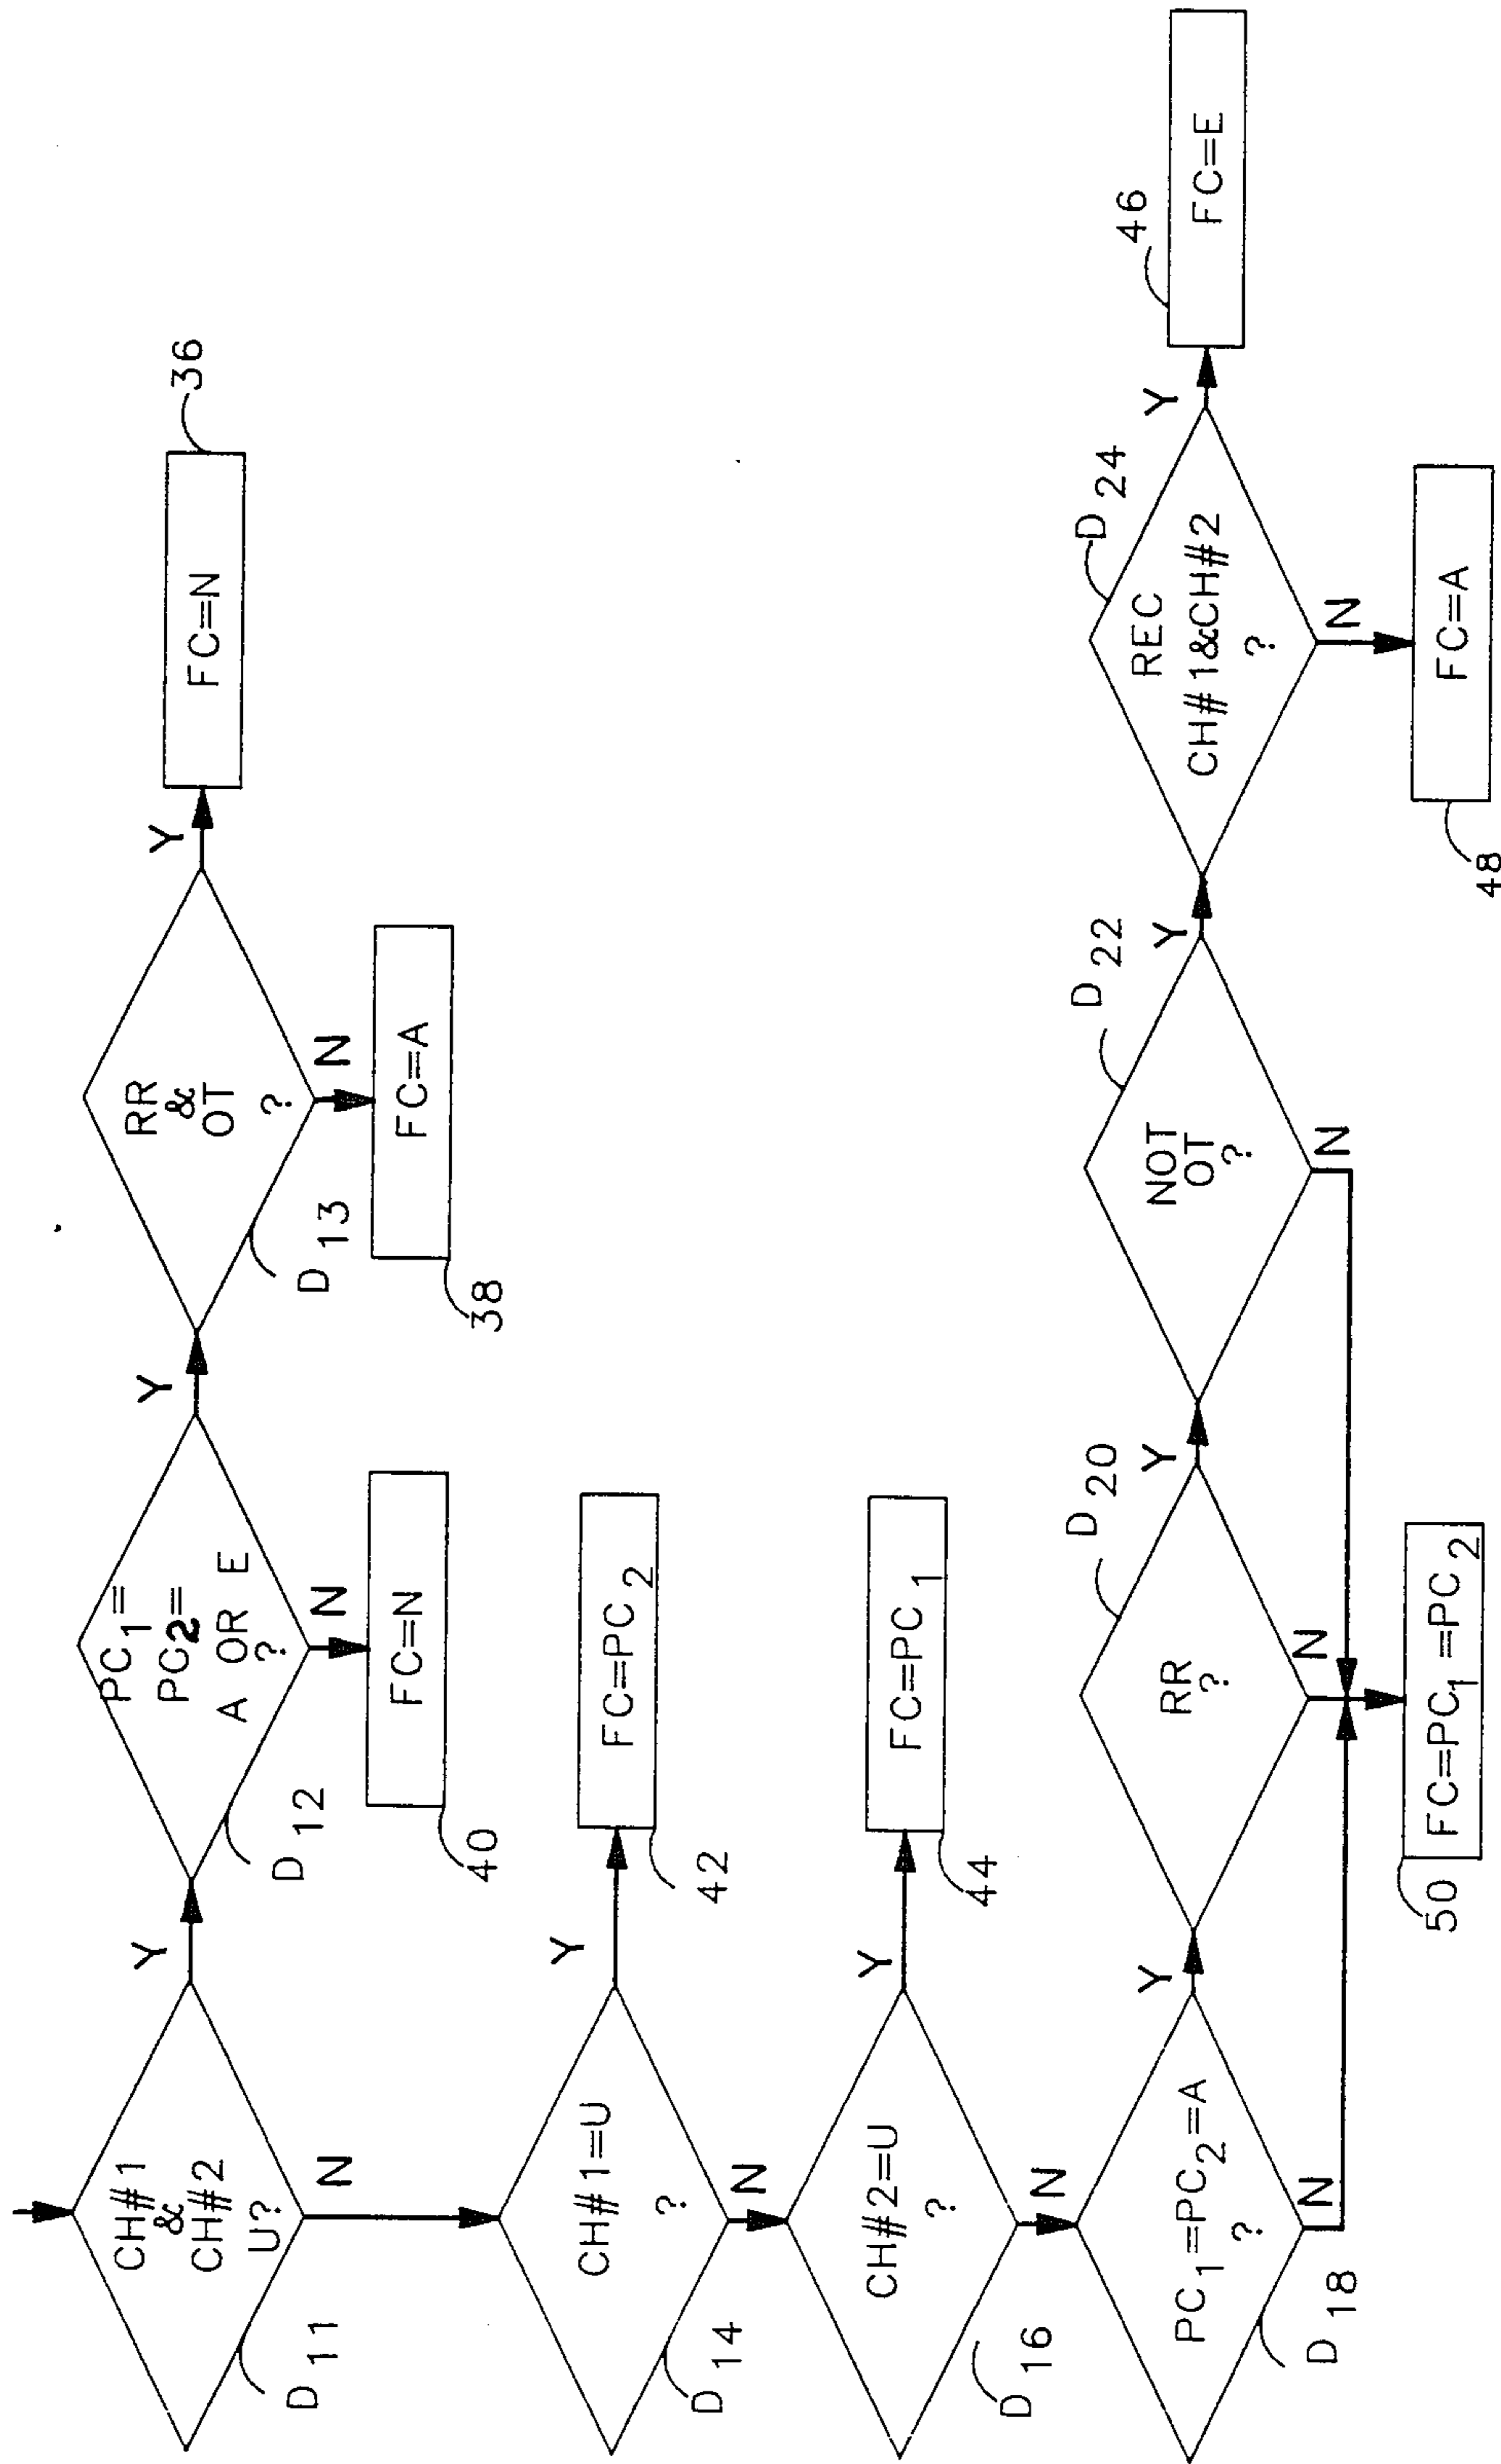 CH#1
&
CH#2
U?
D 11
Y
N
PC1=
PC2=
A OR E
?
D 12
Y
N
RR
&
OT
?
D 13
Y
N
FC=N
36
FC=A
38
FC=N
40
CH#1=U
?
D 14
Y
N
FC=PC2
42
CH#2=U
?
D 16
Y
N
FC=PC1
44
PC1=PC2=A
?
D 18
Y
N
RR
?
D 20
Y
N
NOT
OT
?
D 22
Y
N
REC
CH#1&CH#2
?
D 24
Y
N
FC=E
46
FC=A
48
FC=PC1=PC2
50